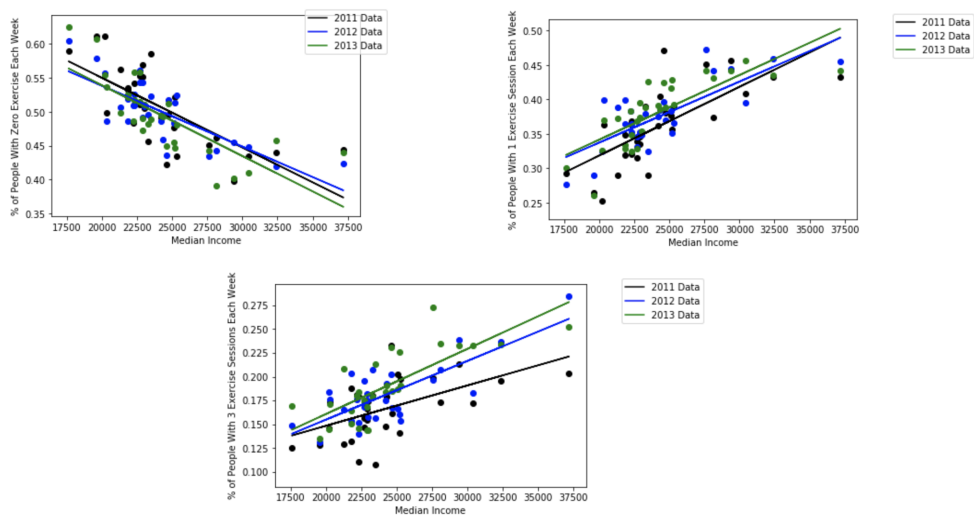 2011 Data
2012 Data
2013 Data
% of People With Zero Exercise Each Week
0.60
0.55
0.50
0.45
0.40
0.35
17500 20000 22500 25000 27500 30000 32500 35000 37500
Median Income
2011 Data
2012 Data
2013 Data
% of People With 1 Exercise Session Each Week
0.50
0.45
0.40
0.35
0.30
0.25
17500 20000 22500 25000 27500 30000 32500 35000 37500
Median Income
2011 Data
2012 Data
2013 Data
% of People With 3 Exercise Sessions Each Week
0.275
0.250
0.225
0.200
0.175
0.150
0.125
0.100
17500 20000 22500 25000 27500 30000 32500 35000 37500
Median Income